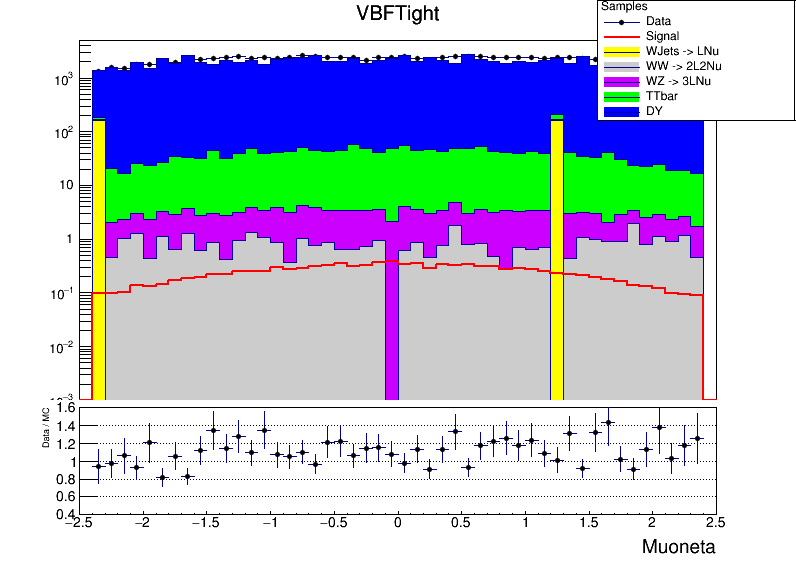 VBFTight
Samples
Data
Signal
WJets -> LNu
WW -> 2L2Nu
WZ -> 3LNu
TTbar
DY
10³
10²
10
1
10⁻¹
10⁻²
10⁻³
Data / MC
1.6
1.4
1.2
1
0.8
0.6
0.4
−2.5 −2 −1.5 −1 −0.5 0 0.5 1 1.5 2 2.5
Muoneta